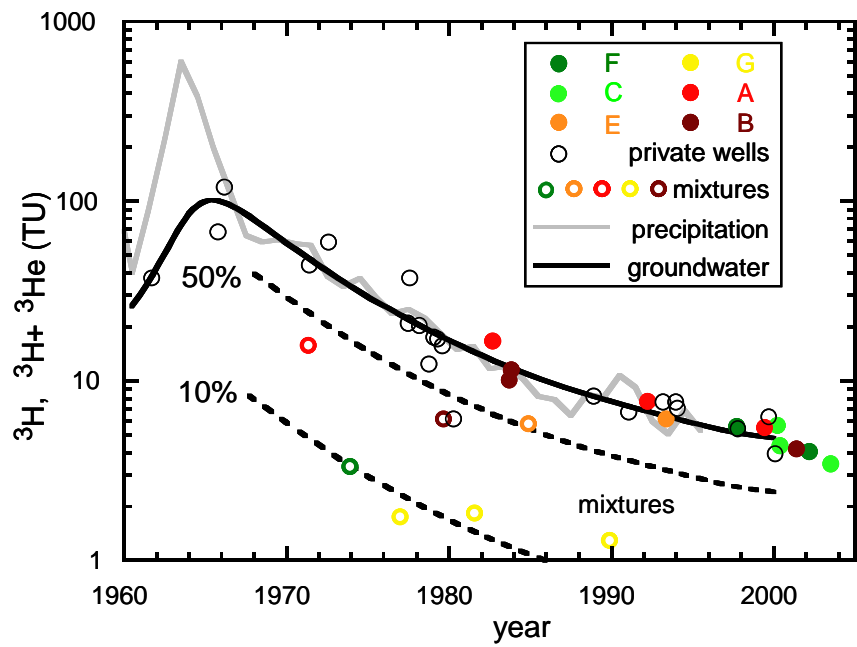 1000
100
10
1
³H, ³H+ ³He (TU)
F G
C A
E B
private wells
mixtures
precipitation
groundwater
50%
10%
mixtures
1960 1970 1980 1990 2000
year